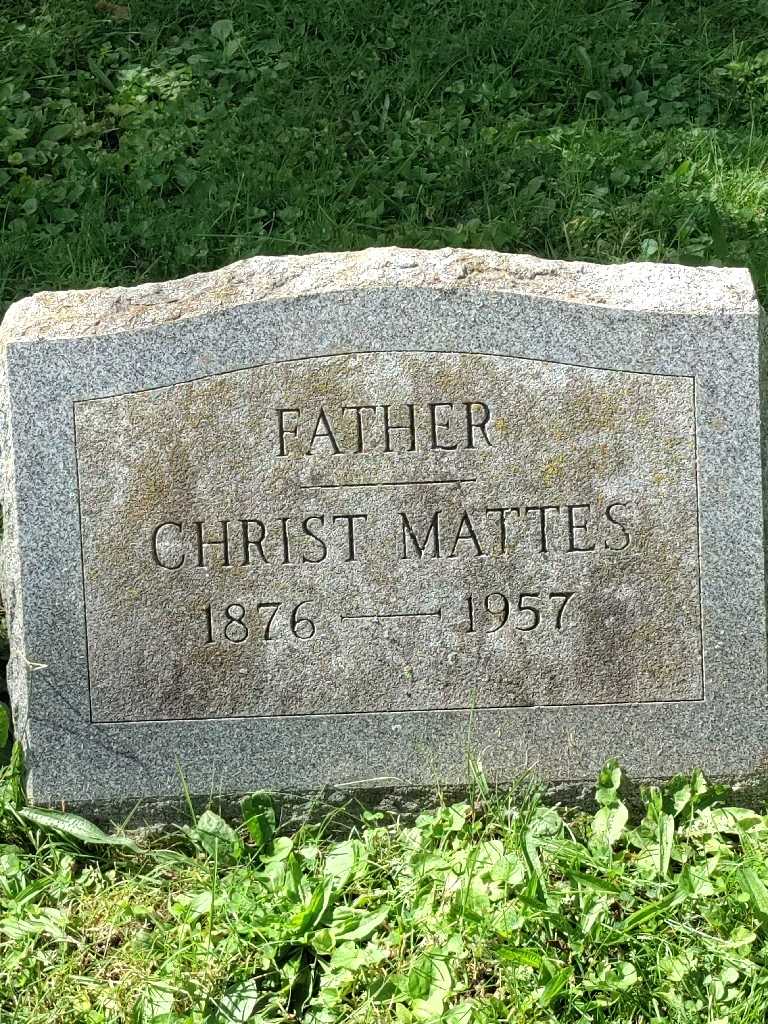 FATHER
CHRIST MATTES
1876 — 1957